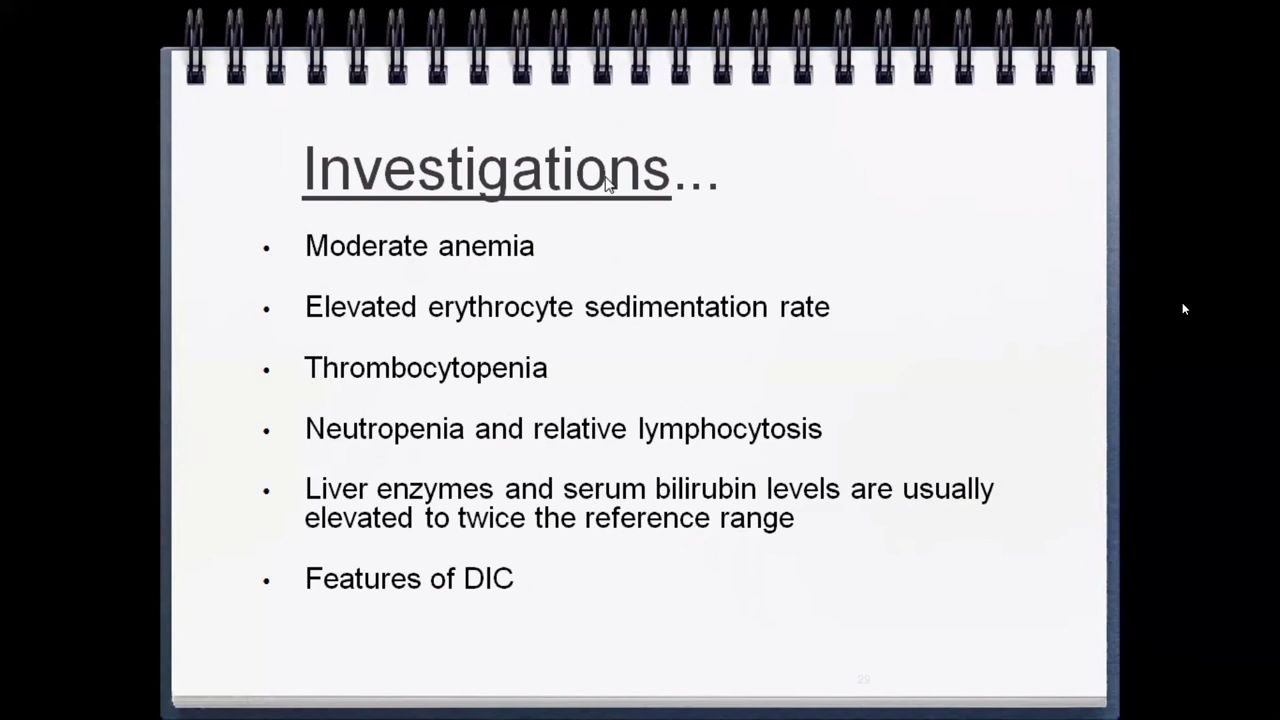 Investigations...
• Moderate anemia
• Elevated erythrocyte sedimentation rate
• Thrombocytopenia
• Neutropenia and relative lymphocytosis
• Liver enzymes and serum bilirubin levels are usually
elevated to twice the reference range
• Features of DIC
29